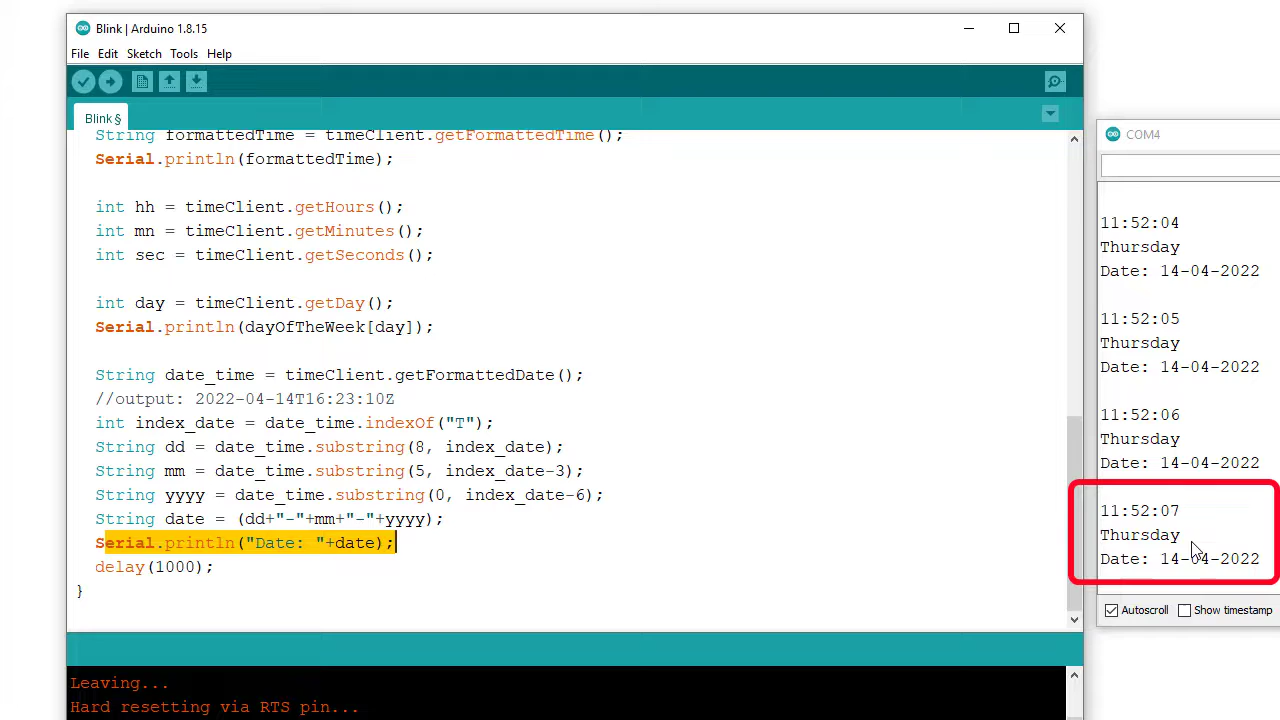 Blink | Arduino 1.8.15
File Edit Sketch Tools Help
Blink §
String formattedTime = timeClient.getFormattedTime();
Serial.println(formattedTime);
int hh = timeClient.getHours();
int mn = timeClient.getMinutes();
int sec = timeClient.getSeconds();
int day = timeClient.getDay();
Serial.println(dayOfTheWeek[day]);
String date_time = timeClient.getFormattedDate();
//output: 2022-04-14T16:23:10Z
int index_date = date_time.indexOf("T");
String dd = date_time.substring(8, index_date);
String mm = date_time.substring(5, index_date-3);
String yyyy = date_time.substring(0, index_date-6);
String date = (dd+"-"+mm+"-"+yyyy);
Serial.println("Date: "+date);
delay(1000);
}
Leaving...
Hard resetting via RTS pin...
COM4
11:52:04
Thursday
Date: 14-04-2022
11:52:05
Thursday
Date: 14-04-2022
11:52:06
Thursday
Date: 14-04-2022
11:52:07
Thursday
Date: 14-04-2022
Autoscroll Show timestamp